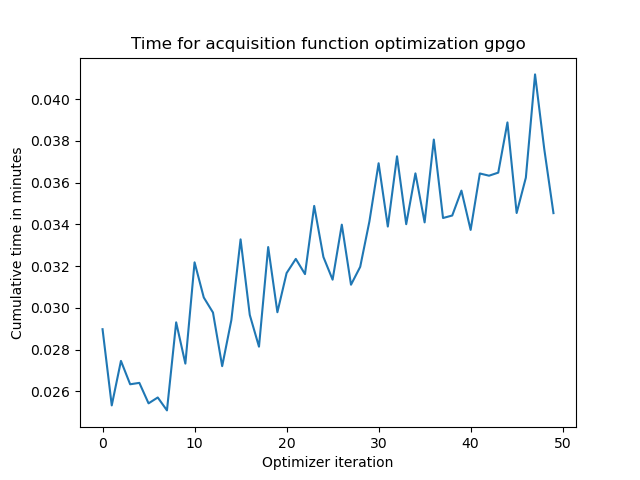 Time for acquisition function optimization gpgo
Cumulative time in minutes
0.040
0.038
0.036
0.034
0.032
0.030
0.028
0.026
0 10 20 30 40 50
Optimizer iteration